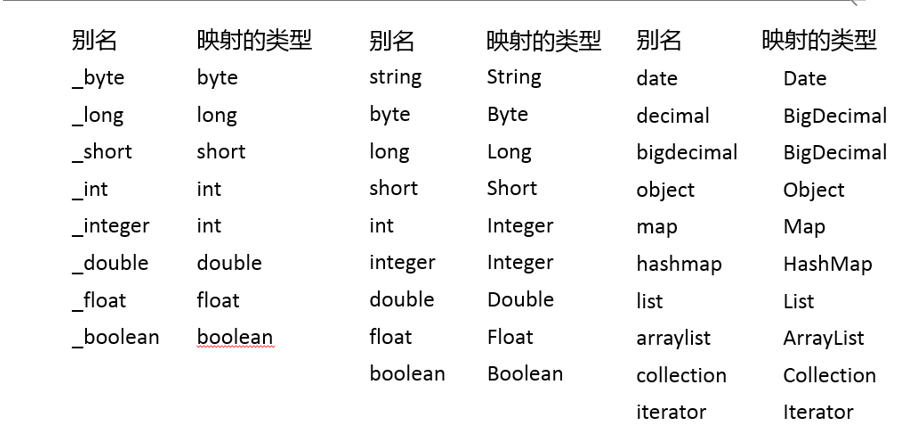 别名 映射的类型 别名 映射的类型 别名 映射的类型
_byte byte string String date Date
_long long byte Byte decimal BigDecimal
_short short long Long bigdecimal BigDecimal
_int int short Short object Object
_integer int int Integer map Map
_double double integer Integer hashmap HashMap
_float float double Double list List
_boolean boolean float Float arraylist ArrayList
boolean Boolean collection Collection
iterator Iterator